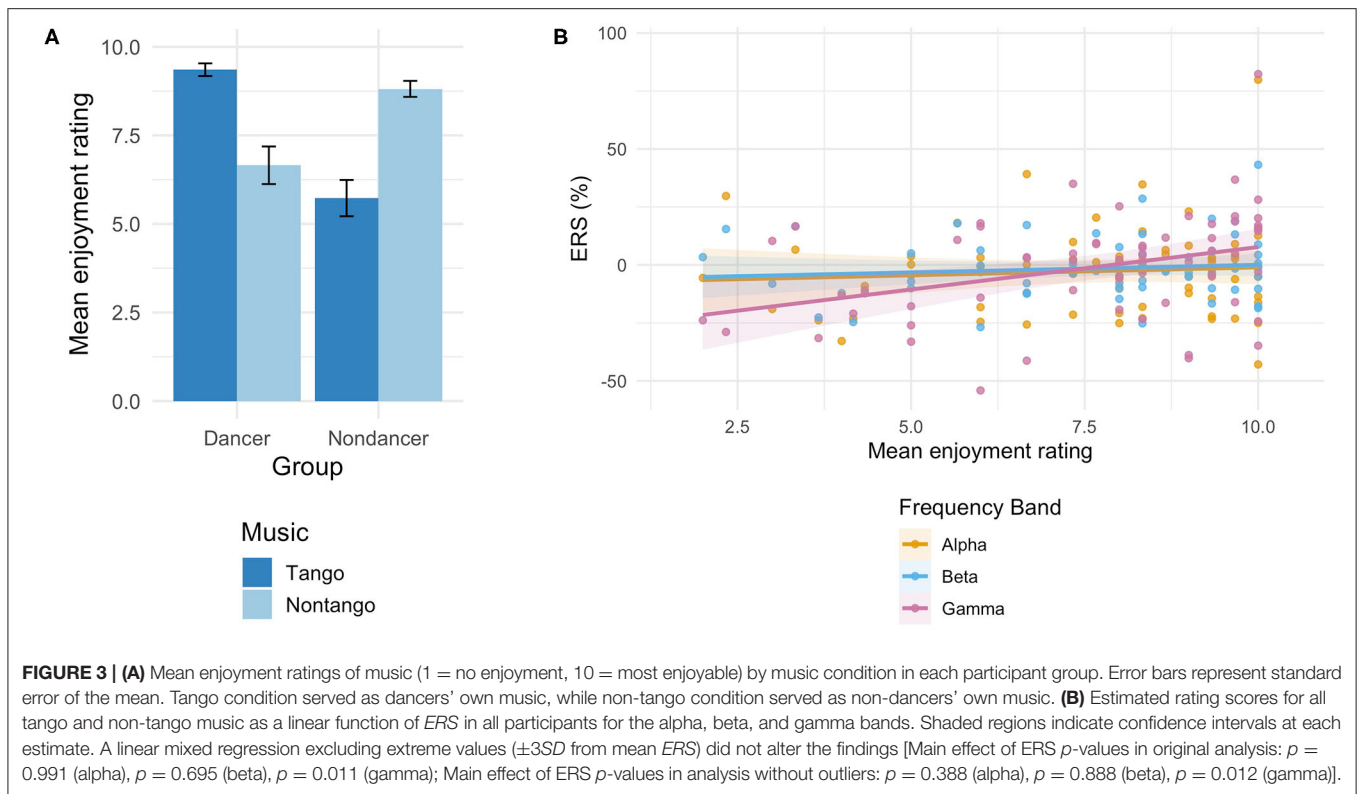 A
Mean enjoyment rating
10.0
7.5
5.0
2.5
0.0
Dancer Nondancer
Group
Music
Tango
Nontango
B
ERS (%)
100
50
0
-50
2.5 5.0 7.5 10.0
Mean enjoyment rating
Frequency Band
Alpha
Beta
Gamma
FIGURE 3 | (A) Mean enjoyment ratings of music (1 = no enjoyment, 10 = most enjoyable) by music condition in each participant group. Error bars represent standard
error of the mean. Tango condition served as dancers' own music, while non-tango condition served as non-dancers' own music. (B) Estimated rating scores for all
tango and non-tango music as a linear function of ERS in all participants for the alpha, beta, and gamma bands. Shaded regions indicate confidence intervals at each
estimate. A linear mixed regression excluding extreme values (±3SD from mean ERS) did not alter the findings [Main effect of ERS p-values in original analysis: p =
0.991 (alpha), p = 0.695 (beta), p = 0.011 (gamma); Main effect of ERS p-values in analysis without outliers: p = 0.388 (alpha), p = 0.888 (beta), p = 0.012 (gamma)].